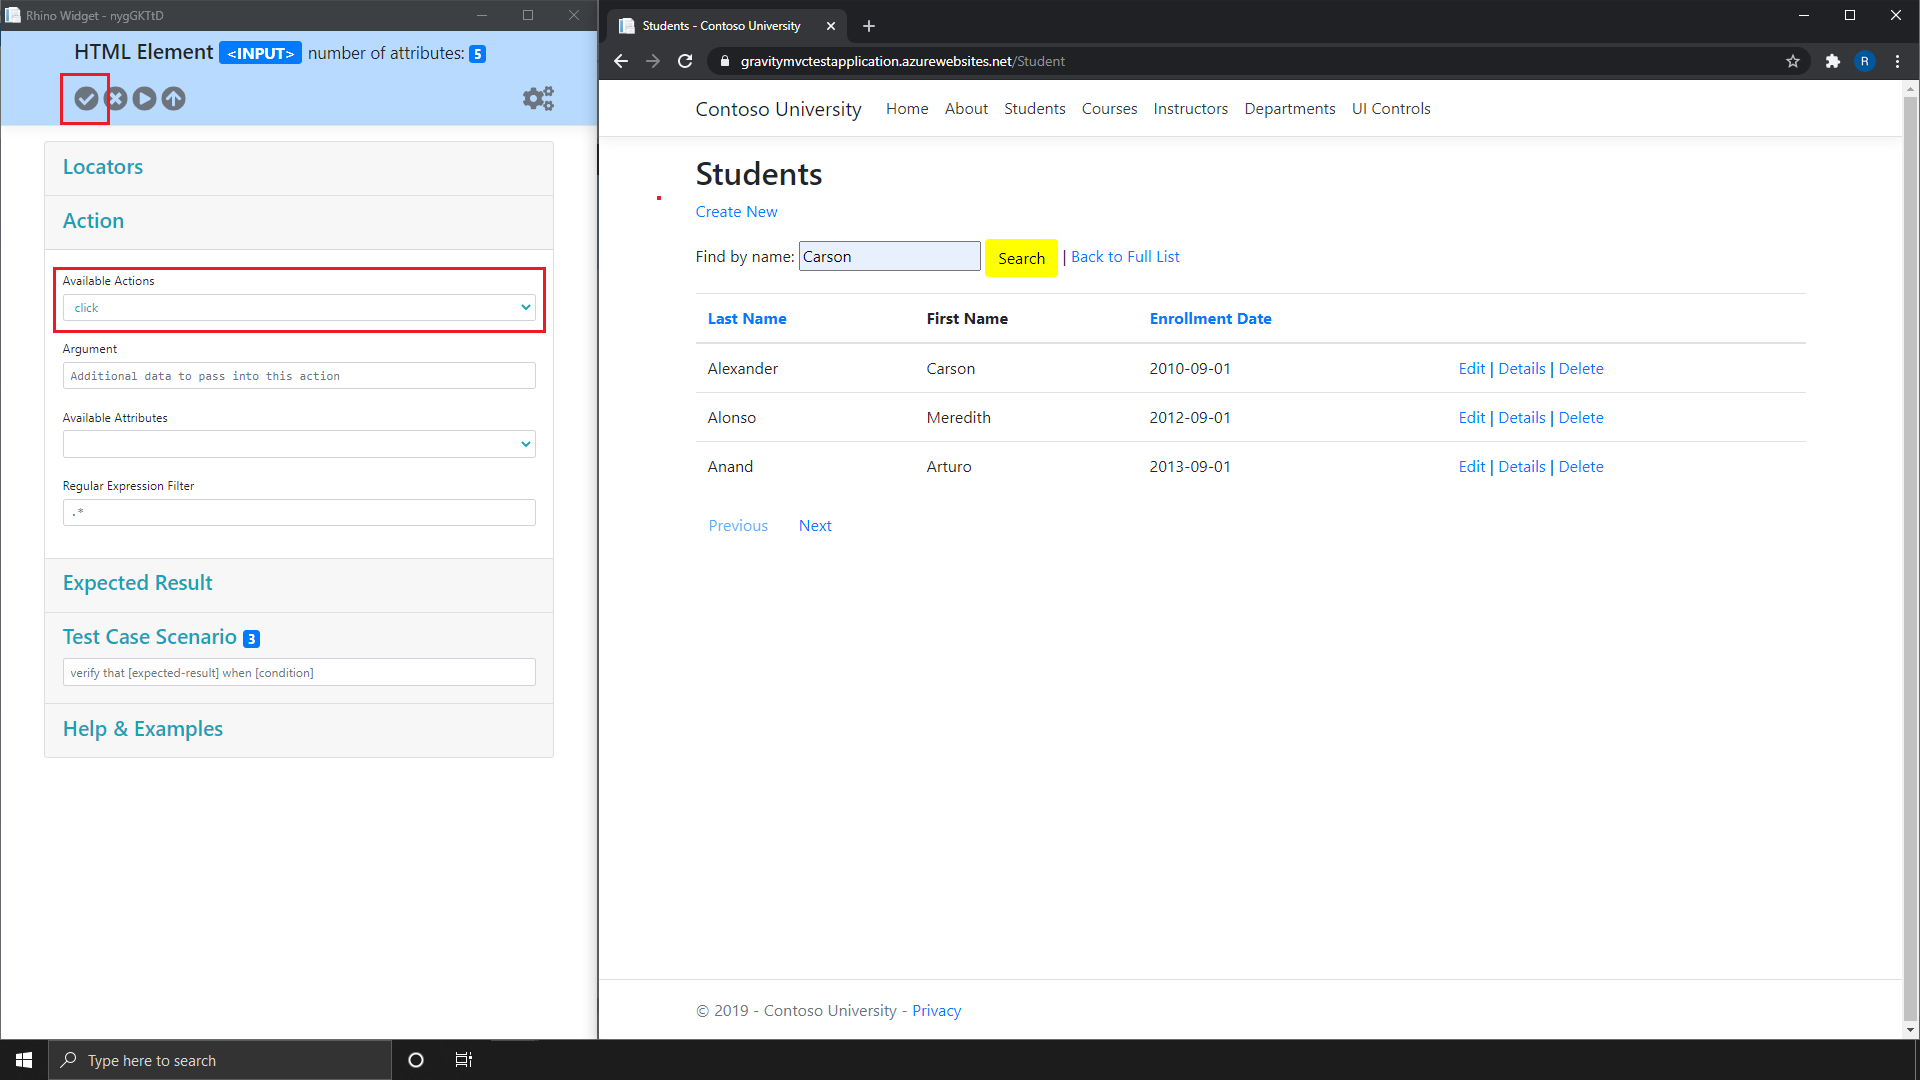 Rhino Widget - nygGKTtD
HTML Element <INPUT> number of attributes: 5
Locators
Action
Available Actions
click
Argument
Additional data to pass into this action
Available Attributes
Regular Expression Filter
.*
Expected Result
Test Case Scenario 3
verify that [expected-result] when [condition]
Help & Examples
Students - Contoso University
gravitymvctestapplication.azurewebsites.net/Student
R
Contoso University Home About Students Courses Instructors Departments UI Controls
Students
Create New
Find by name: Carson Search | Back to Full List
Last Name First Name Enrollment Date
Alexander Carson 2010-09-01 Edit | Details | Delete
Alonso Meredith 2012-09-01 Edit | Details | Delete
Anand Arturo 2013-09-01 Edit | Details | Delete
Previous Next
© 2019 - Contoso University - Privacy
Type here to search